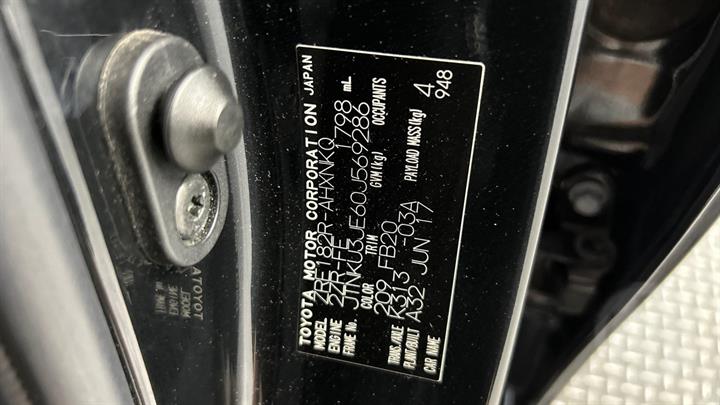 TOYOTA MOTOR CORPORATION JAPAN
MODEL ZRE182R-AHXNKQ
ENGINE 2ZR-FE 1798 mL
FRAME No. JTNKU3JE60J569286
COLOR TRIM GVM(kg) OCCUPANTS
209 FB20 4
TRANS./AXLE K313 -03A PAYLOAD MASS(kg) 948
PLANT/BUILT A32 JUN 17
CAR NAME